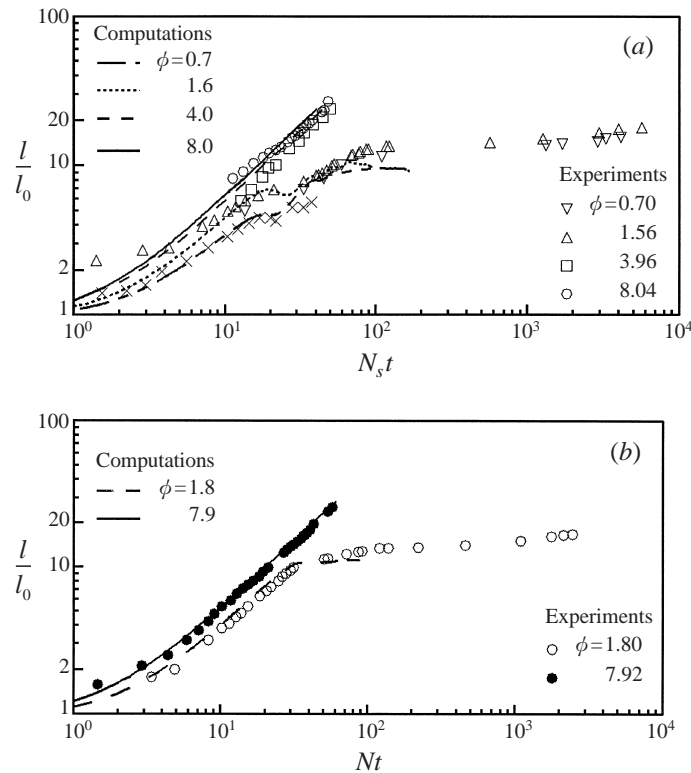 100
Computations
(a)
φ=0.7
1.6
20
4.0
8.0
l
l0
10
Experiments
φ=0.70
1.56
3.96
2
8.04
1
10^0
10^1
10^2
10^3
10^4
Nst
100
(b)
Computations
φ=1.8
7.9
20
l
l0
10
Experiments
φ=1.80
2
7.92
1
10^0
10^1
10^2
10^3
10^4
Nt